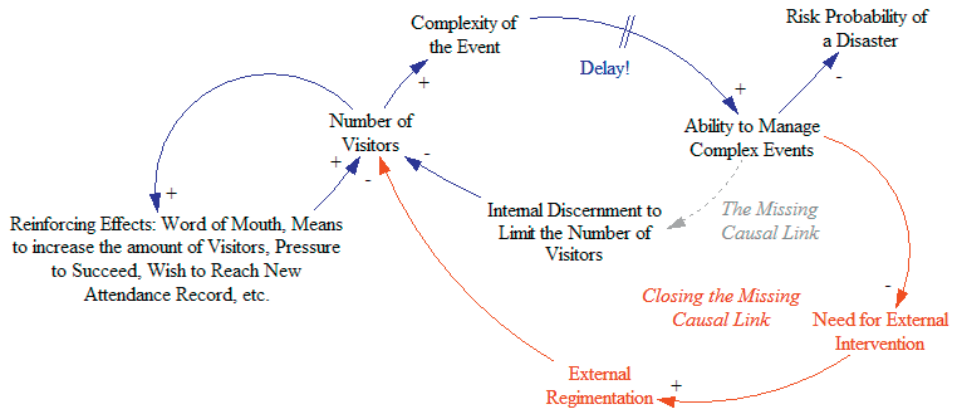 Complexity of
the Event
Risk Probability of
a Disaster
Delay!
+
-
+
Number of
Visitors
Ability to Manage
Complex Events
+
-
-
+
Reinforcing Effects: Word of Mouth, Means
to increase the amount of Visitors, Pressure
to Succeed, Wish to Reach New
Attendance Record, etc.
Internal Discernment to
Limit the Number of
Visitors
The Missing
Causal Link
Closing the Missing
Causal Link
-
Need for External
Intervention
External
Regimentation
+